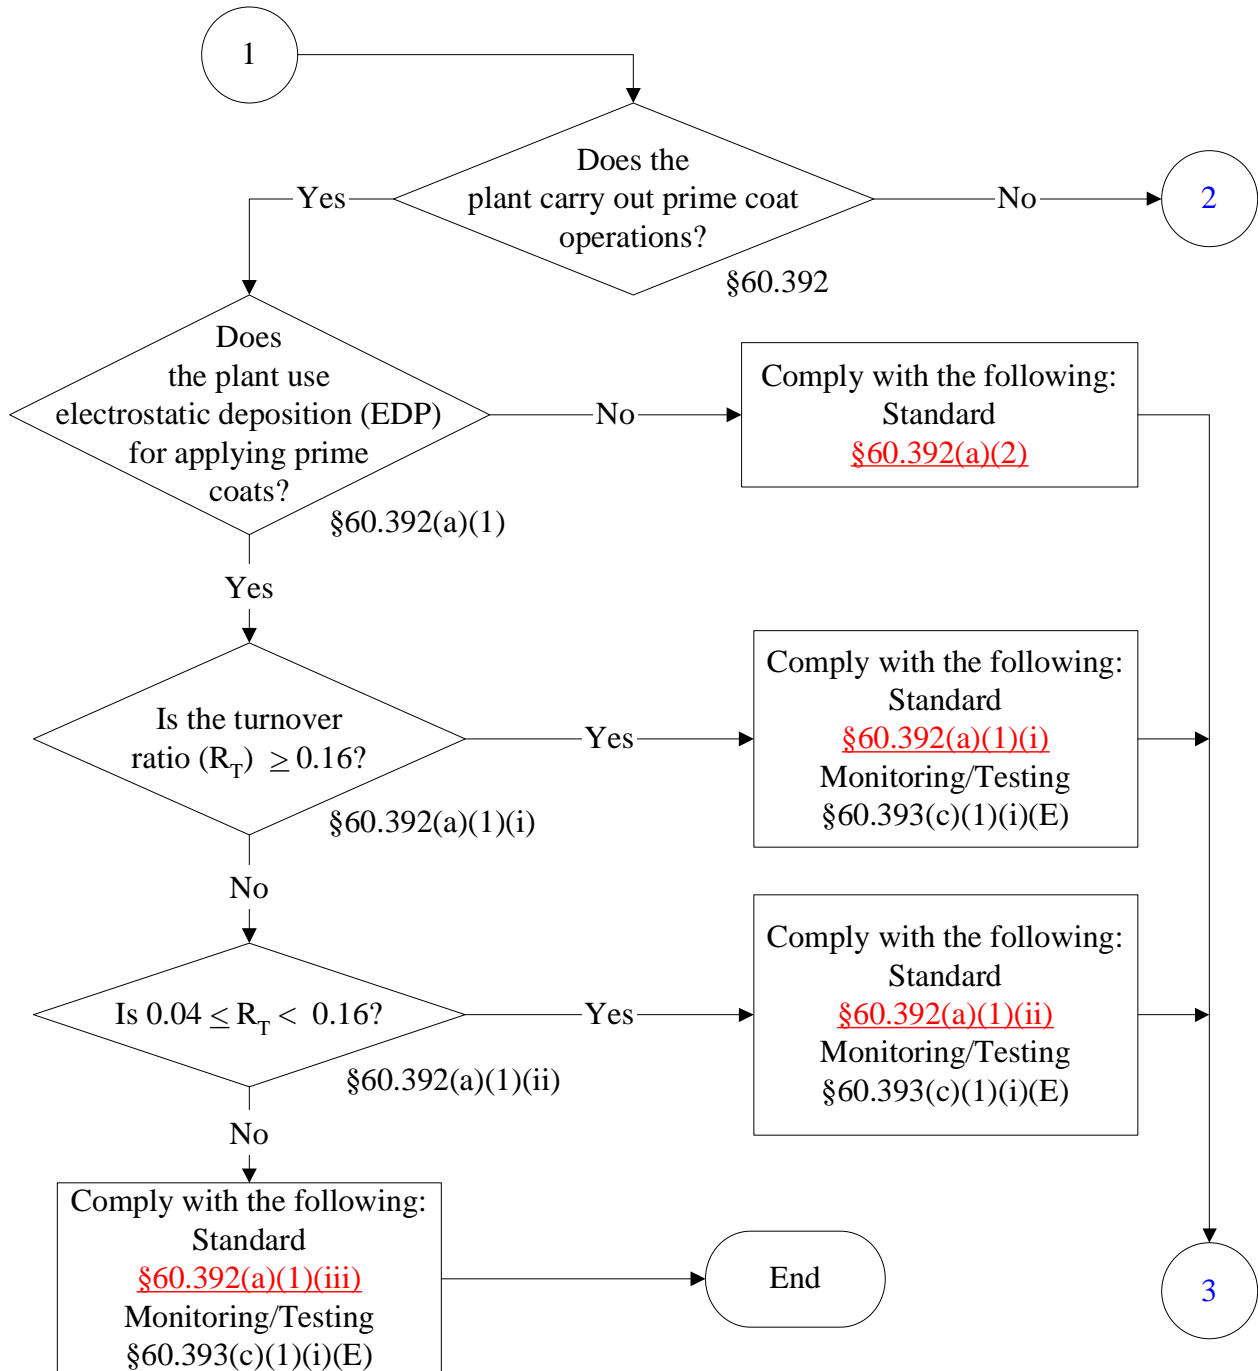 1
Does the
plant carry out prime coat
operations?
Yes
No
2
§60.392
Does
the plant use
electrostatic deposition (EDP)
for applying prime
coats?
§60.392(a)(1)
No
Comply with the following:
Standard
§60.392(a)(2)
Yes
Is the turnover
ratio (R_T) ≥ 0.16?
§60.392(a)(1)(i)
Yes
Comply with the following:
Standard
§60.392(a)(1)(i)
Monitoring/Testing
§60.393(c)(1)(i)(E)
No
Is 0.04 ≤ R_T < 0.16?
§60.392(a)(1)(ii)
Yes
Comply with the following:
Standard
§60.392(a)(1)(ii)
Monitoring/Testing
§60.393(c)(1)(i)(E)
No
Comply with the following:
Standard
§60.392(a)(1)(iii)
Monitoring/Testing
§60.393(c)(1)(i)(E)
End
3